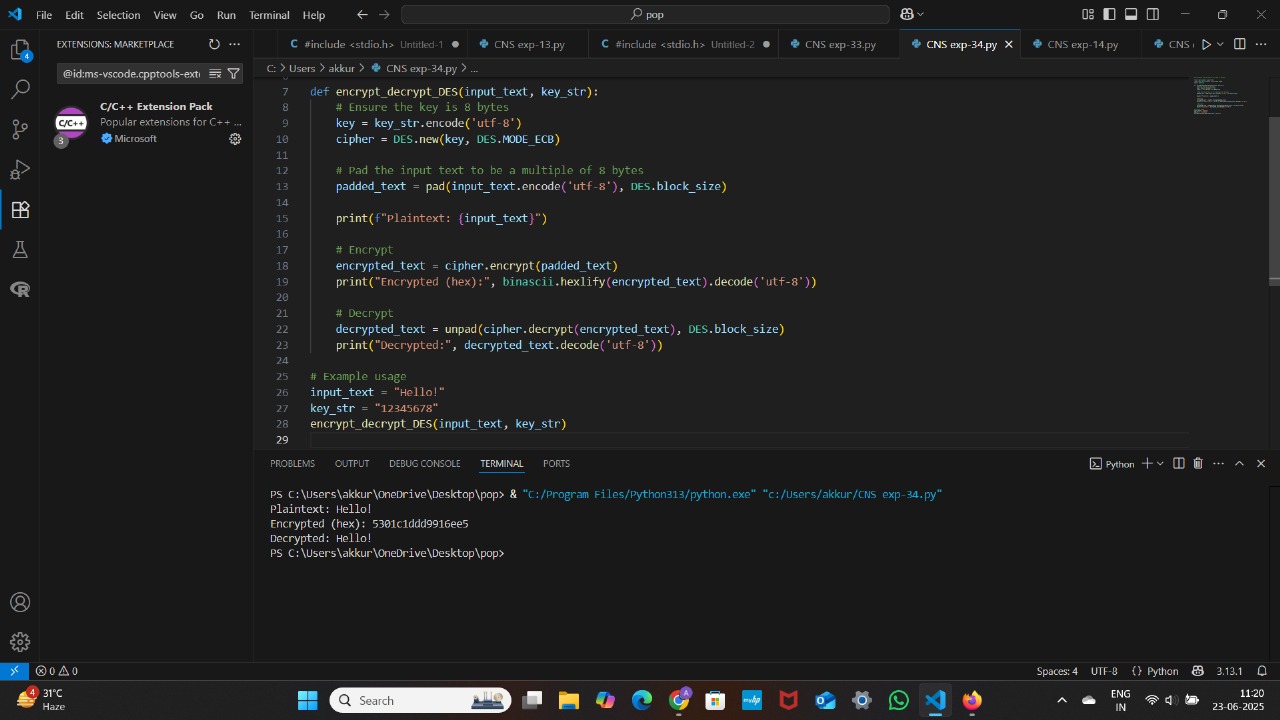 File Edit Selection View Go Run Terminal Help
pop
EXTENSIONS: MARKETPLACE
#include <stdio.h> Untitled-1
CNS exp-13.py
#include <stdio.h> Untitled-2
CNS exp-33.py
CNS exp-34.py
CNS exp-14.py
CNS
@id:ms-vscode.cpptools-ext
C: > Users > akkur > CNS exp-34.py > ...
C/C++ Extension Pack
Popular extensions for C++ ...
Microsoft
C/C++
3
4
7 def encrypt_decrypt_DES(input_text, key_str):
8 # Ensure the key is 8 bytes
9 key = key_str.encode('utf-8')
10 cipher = DES.new(key, DES.MODE_ECB)
11
12 # Pad the input text to be a multiple of 8 bytes
13 padded_text = pad(input_text.encode('utf-8'), DES.block_size)
14
15 print(f"Plaintext: {input_text}")
16
17 # Encrypt
18 encrypted_text = cipher.encrypt(padded_text)
19 print("Encrypted (hex):", binascii.hexlify(encrypted_text).decode('utf-8'))
20
21 # Decrypt
22 decrypted_text = unpad(cipher.decrypt(encrypted_text), DES.block_size)
23 print("Decrypted:", decrypted_text.decode('utf-8'))
24
25 # Example usage
26 input_text = "Hello!"
27 key_str = "12345678"
28 encrypt_decrypt_DES(input_text, key_str)
29
PROBLEMS OUTPUT DEBUG CONSOLE TERMINAL PORTS
Python
PS C:\Users\akkur\OneDrive\Desktop\pop> & "C:/Program Files/Python313/python.exe" "c:/Users/akkur/CNS exp-34.py"
Plaintext: Hello!
Encrypted (hex): 5301c1ddd9916ee5
Decrypted: Hello!
PS C:\Users\akkur\OneDrive\Desktop\pop>
0 0
Spaces: 4 UTF-8 {} Python 3.13.1
4
31°C
Haze
Search
ENG
IN
11:20
23-06-2025